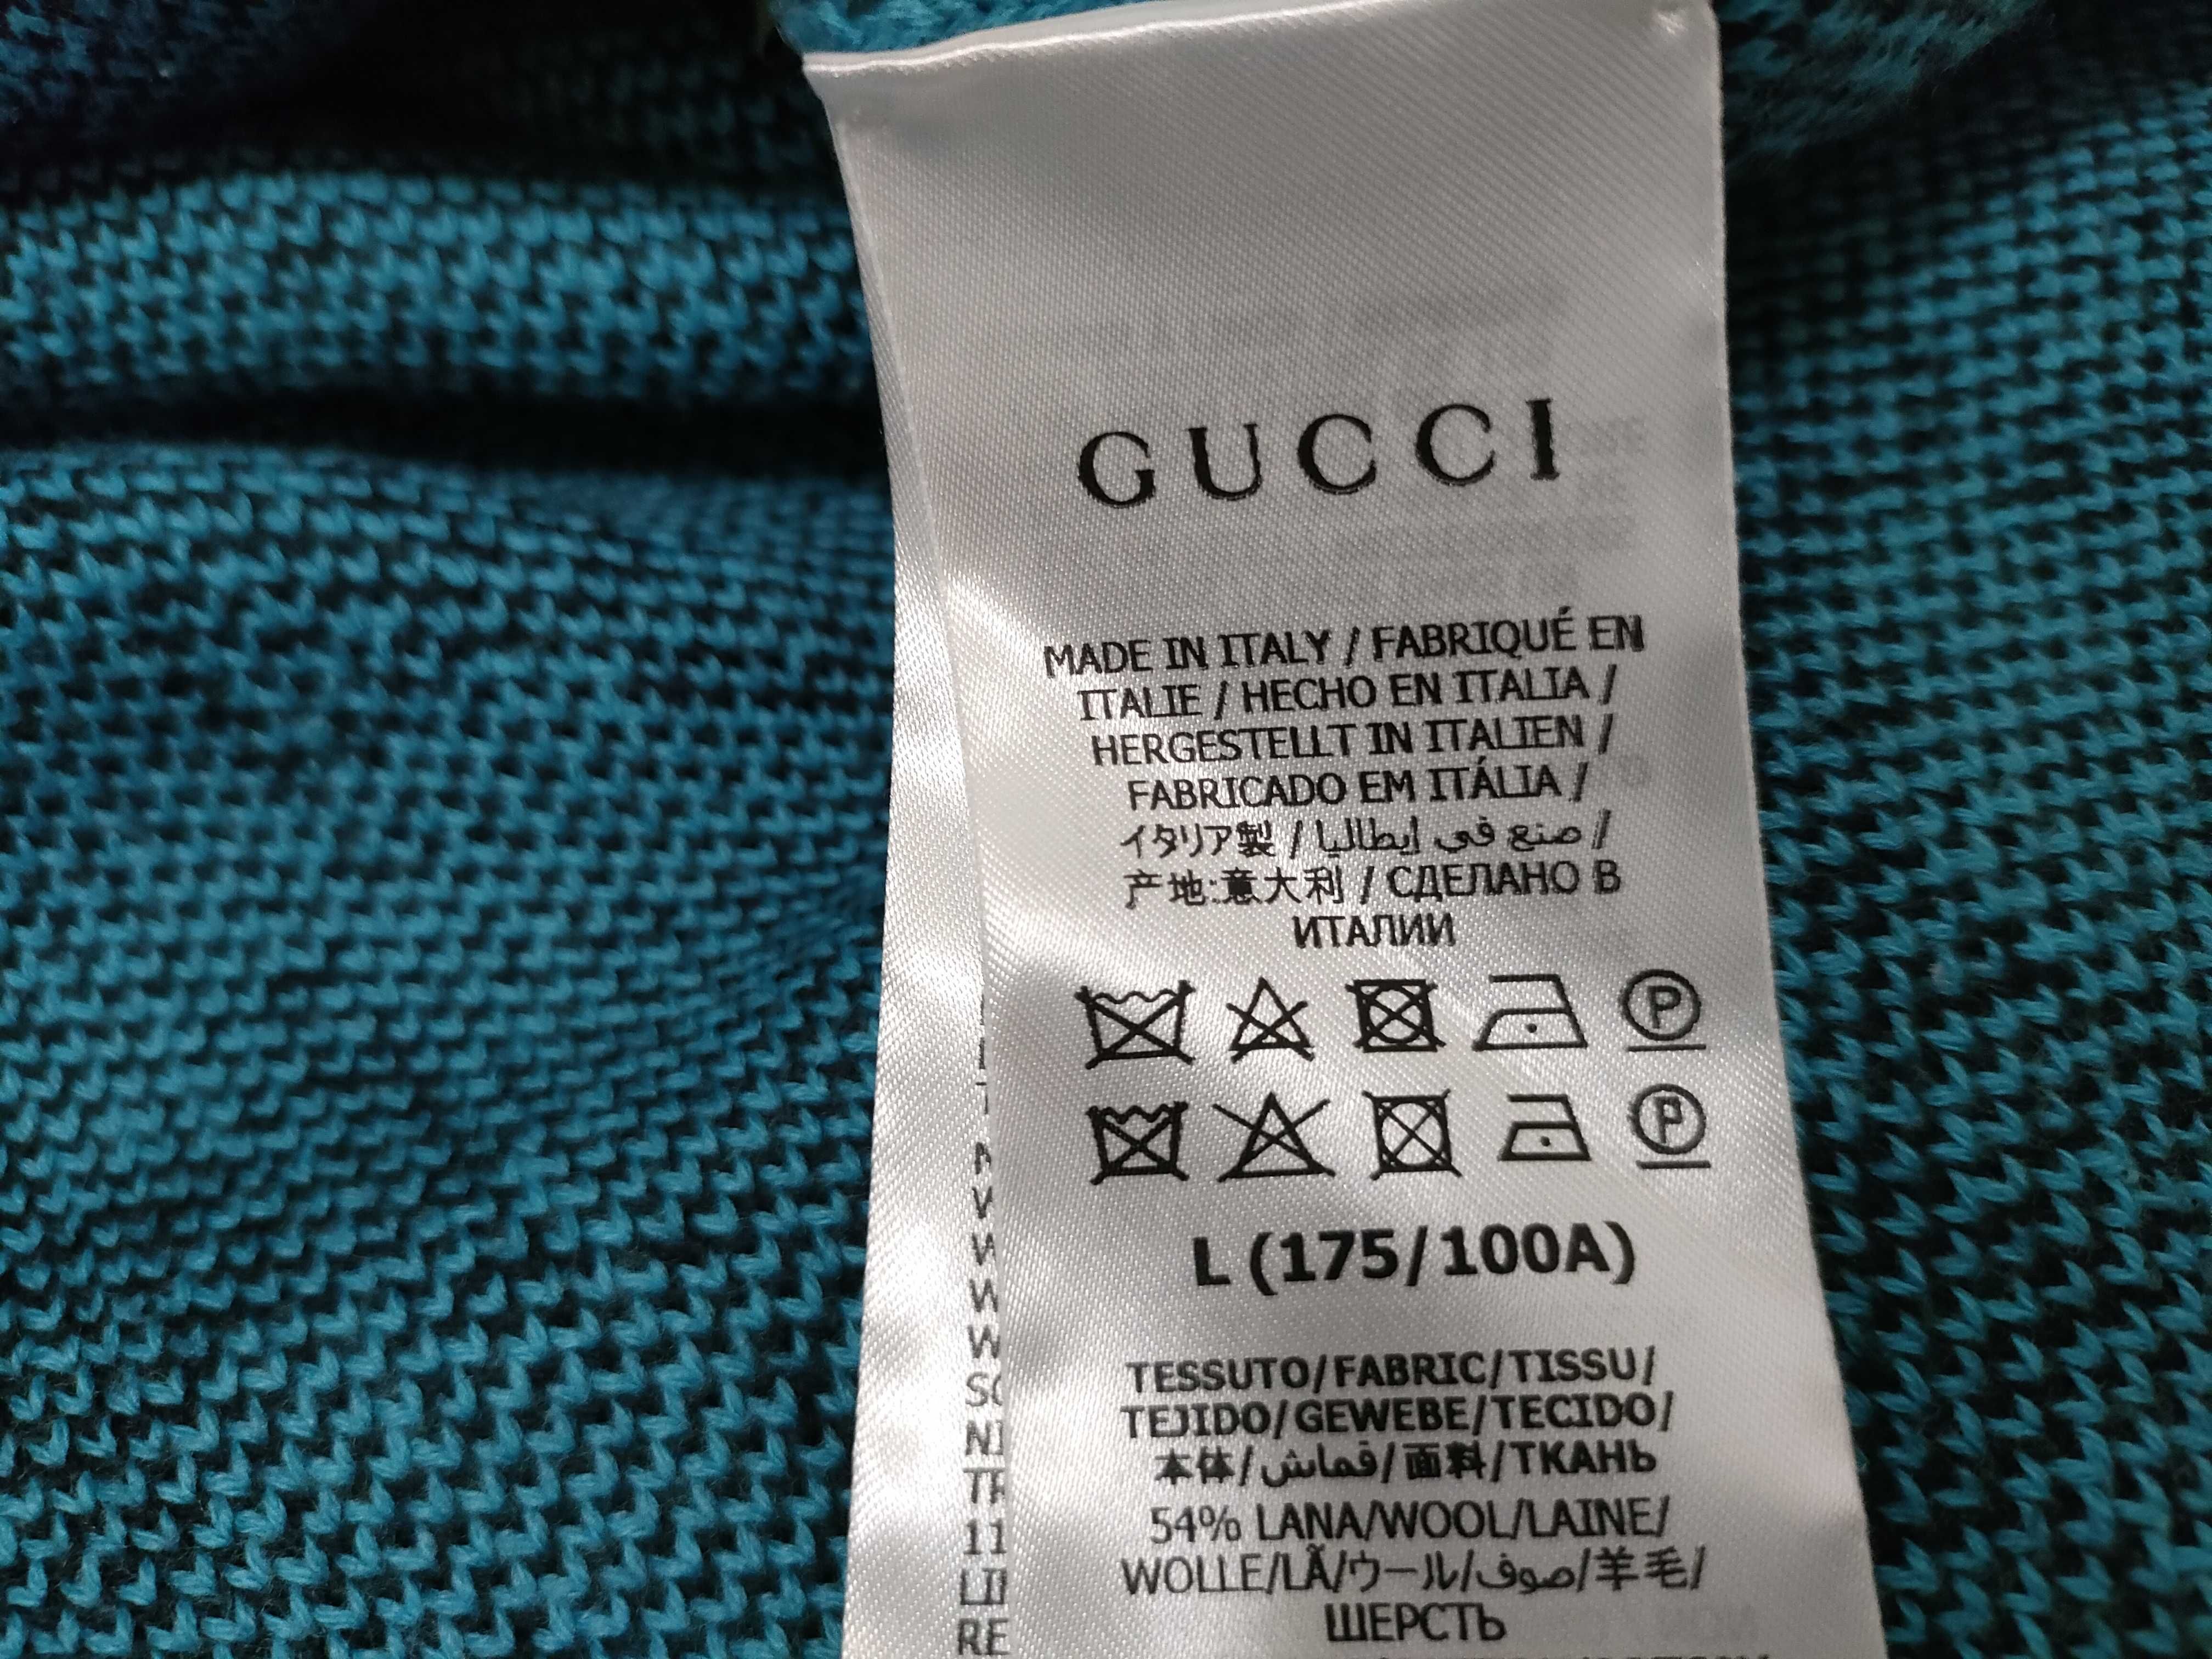 GUCCI
MADE IN ITALY / FABRIQUÉ EN
ITALIE / HECHO EN ITALIA /
HERGESTELLT IN ITALIEN /
FABRICADO EM ITÁLIA /
イタリア製 / صنع في إيطاليا /
产地:意大利 / СДЕЛАНО В
ИТАЛИИ
P
P
L (175/100A)
TESSUTO/FABRIC/TISSU/
TEJIDO/GEWEBE/TECIDO/
本体/قماش/面料/ТКАНЬ
54% LANA/WOOL/LAINE/
WOLLE/LÃ/ウール/صوف/羊毛/
ШЕРСТЬ